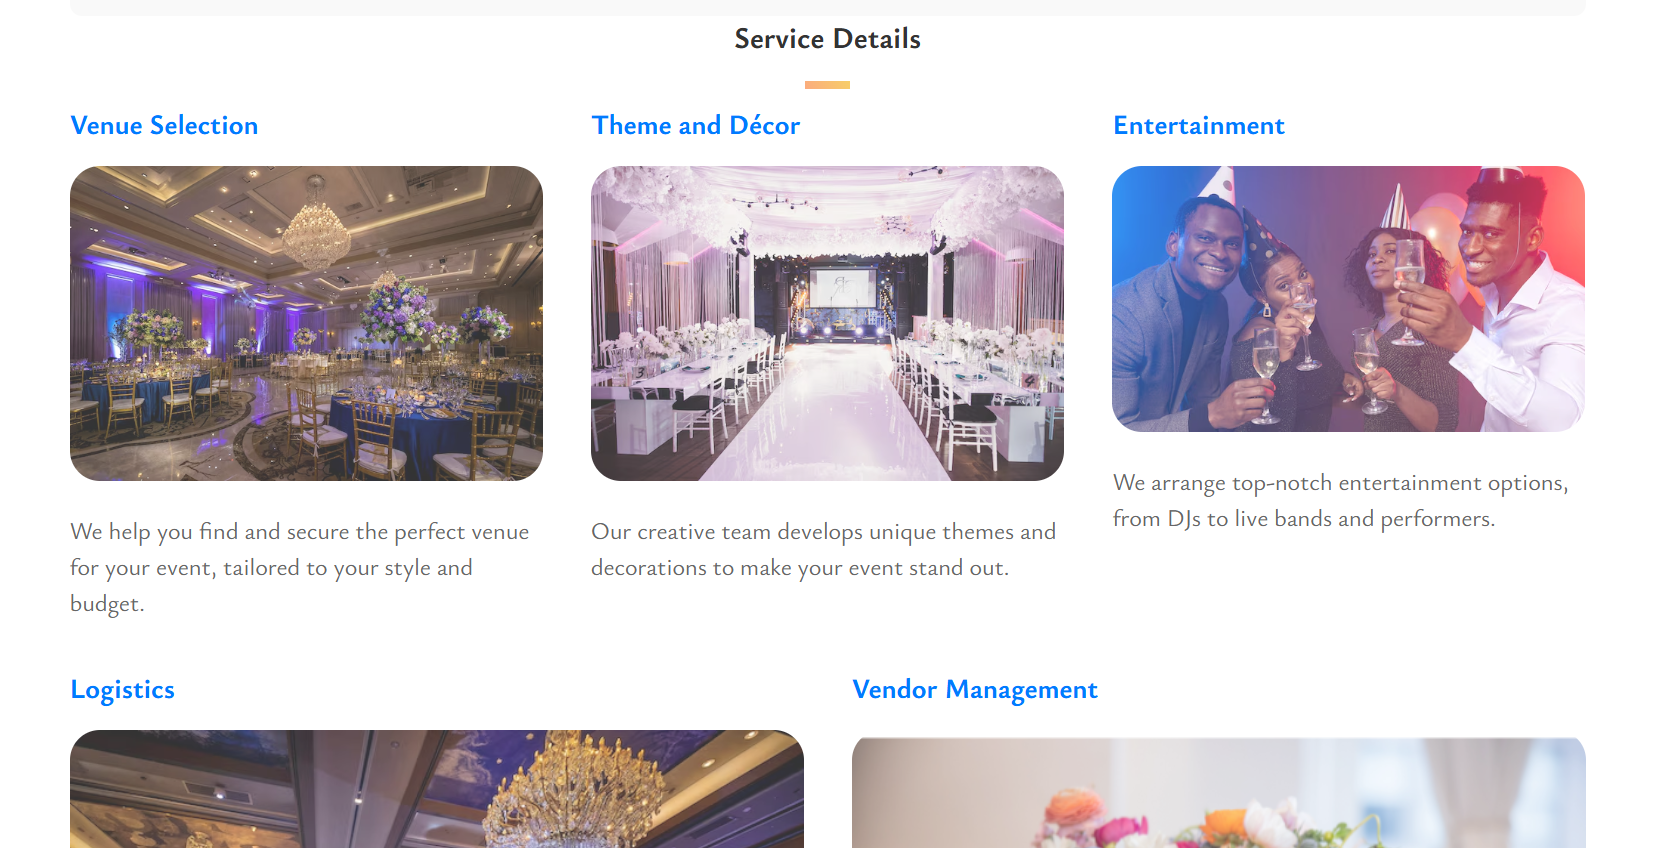 Service Details
Venue Selection
Theme and Décor
Entertainment
3
4
We help you find and secure the perfect venue
for your event, tailored to your style and
budget.
Our creative team develops unique themes and
decorations to make your event stand out.
We arrange top-notch entertainment options,
from DJs to live bands and performers.
Logistics
Vendor Management